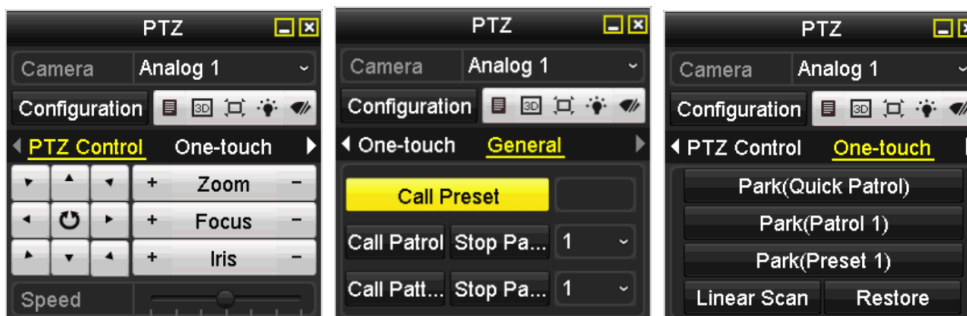 PTZ
Camera Analog 1
Configuration 3D
PTZ Control One-touch
+ Zoom -
+ Focus -
+ Iris -
Speed
PTZ
Camera Analog 1
Configuration 3D
One-touch General
Call Preset
Call Patrol Stop Pa... 1
Call Patt... Stop Pa... 1
PTZ
Camera Analog 1
Configuration 3D
PTZ Control One-touch
Park(Quick Patrol)
Park(Patrol 1)
Park(Preset 1)
Linear Scan Restore